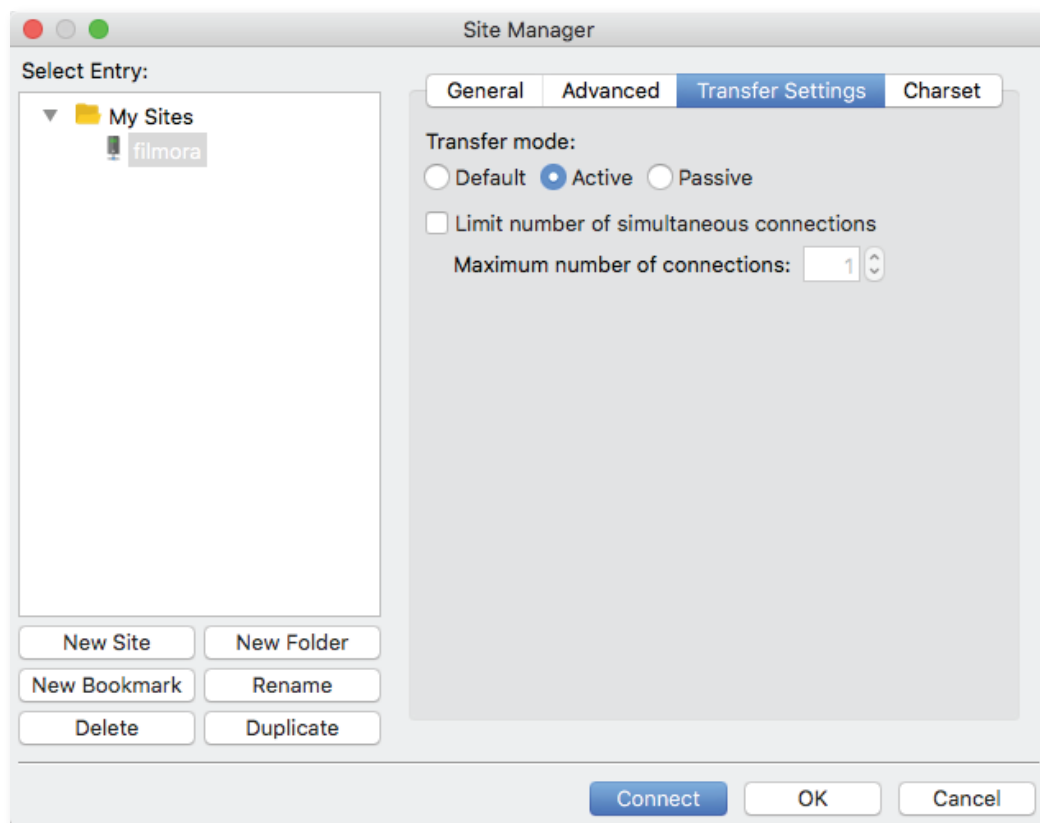 Site Manager
Select Entry:
My Sites
filmora
New Site New Folder
New Bookmark Rename
Delete Duplicate
General Advanced Transfer Settings Charset
Transfer mode:
Default Active Passive
Limit number of simultaneous connections
Maximum number of connections: 1
Connect OK Cancel